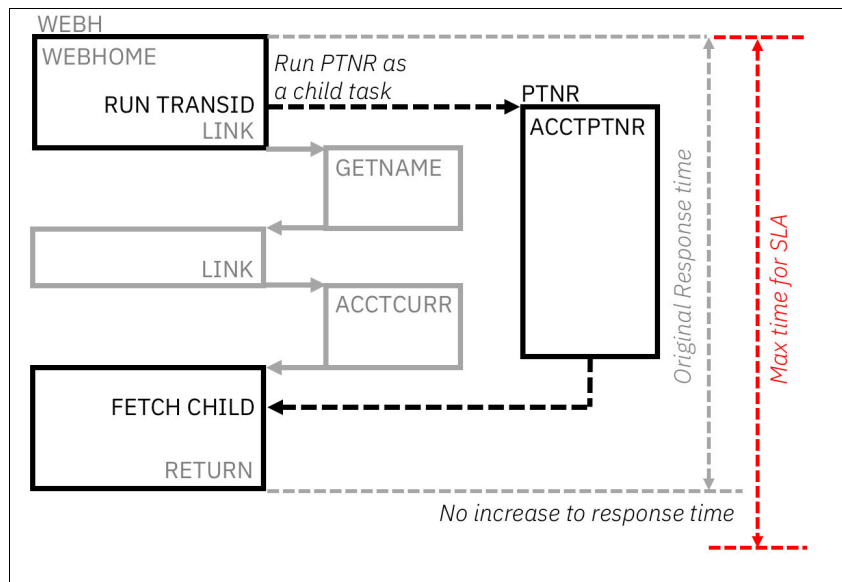 WEBH
WEBHOME
Run PTNR as
a child task
RUN TRANSID
LINK
PTNR
ACCTPTNR
GETNAME
LINK
ACCTCURR
FETCH CHILD
RETURN
Original Response time
Max time for SLA
No increase to response time